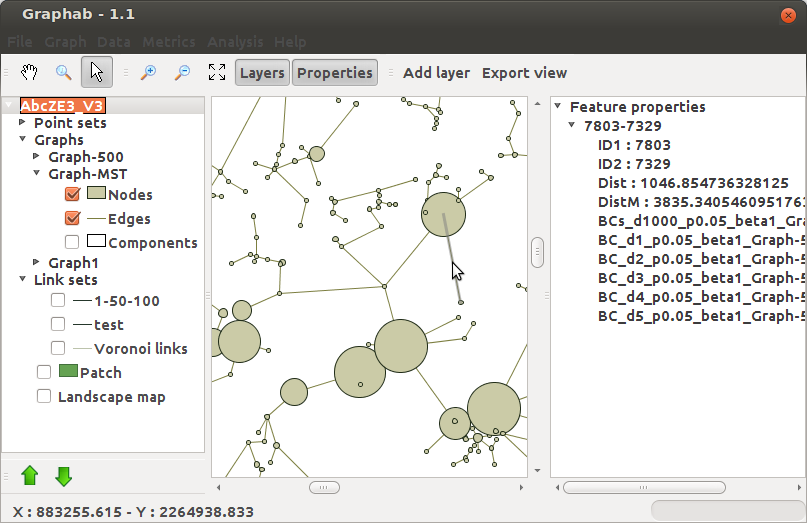 Graphab - 1.1
File Graph Data Metrics Analysis Help
Layers Properties Add layer Export view
AbcZE3_V3
Point sets
Graphs
Graph-500
Graph-MST
Nodes
Edges
Components
Graph1
Link sets
1-50-100
test
Voronoi links
Patch
Landscape map
Feature properties
7803-7329
ID1 : 7803
ID2 : 7329
Dist : 1046.854736328125
DistM : 3835.3405460951763
BCs_d1000_p0.05_beta1_Gra
BC_d1_p0.05_beta1_Graph-5
BC_d2_p0.05_beta1_Graph-5
BC_d3_p0.05_beta1_Graph-5
BC_d4_p0.05_beta1_Graph-5
BC_d5_p0.05_beta1_Graph-5
X : 883255.615 - Y : 2264938.833